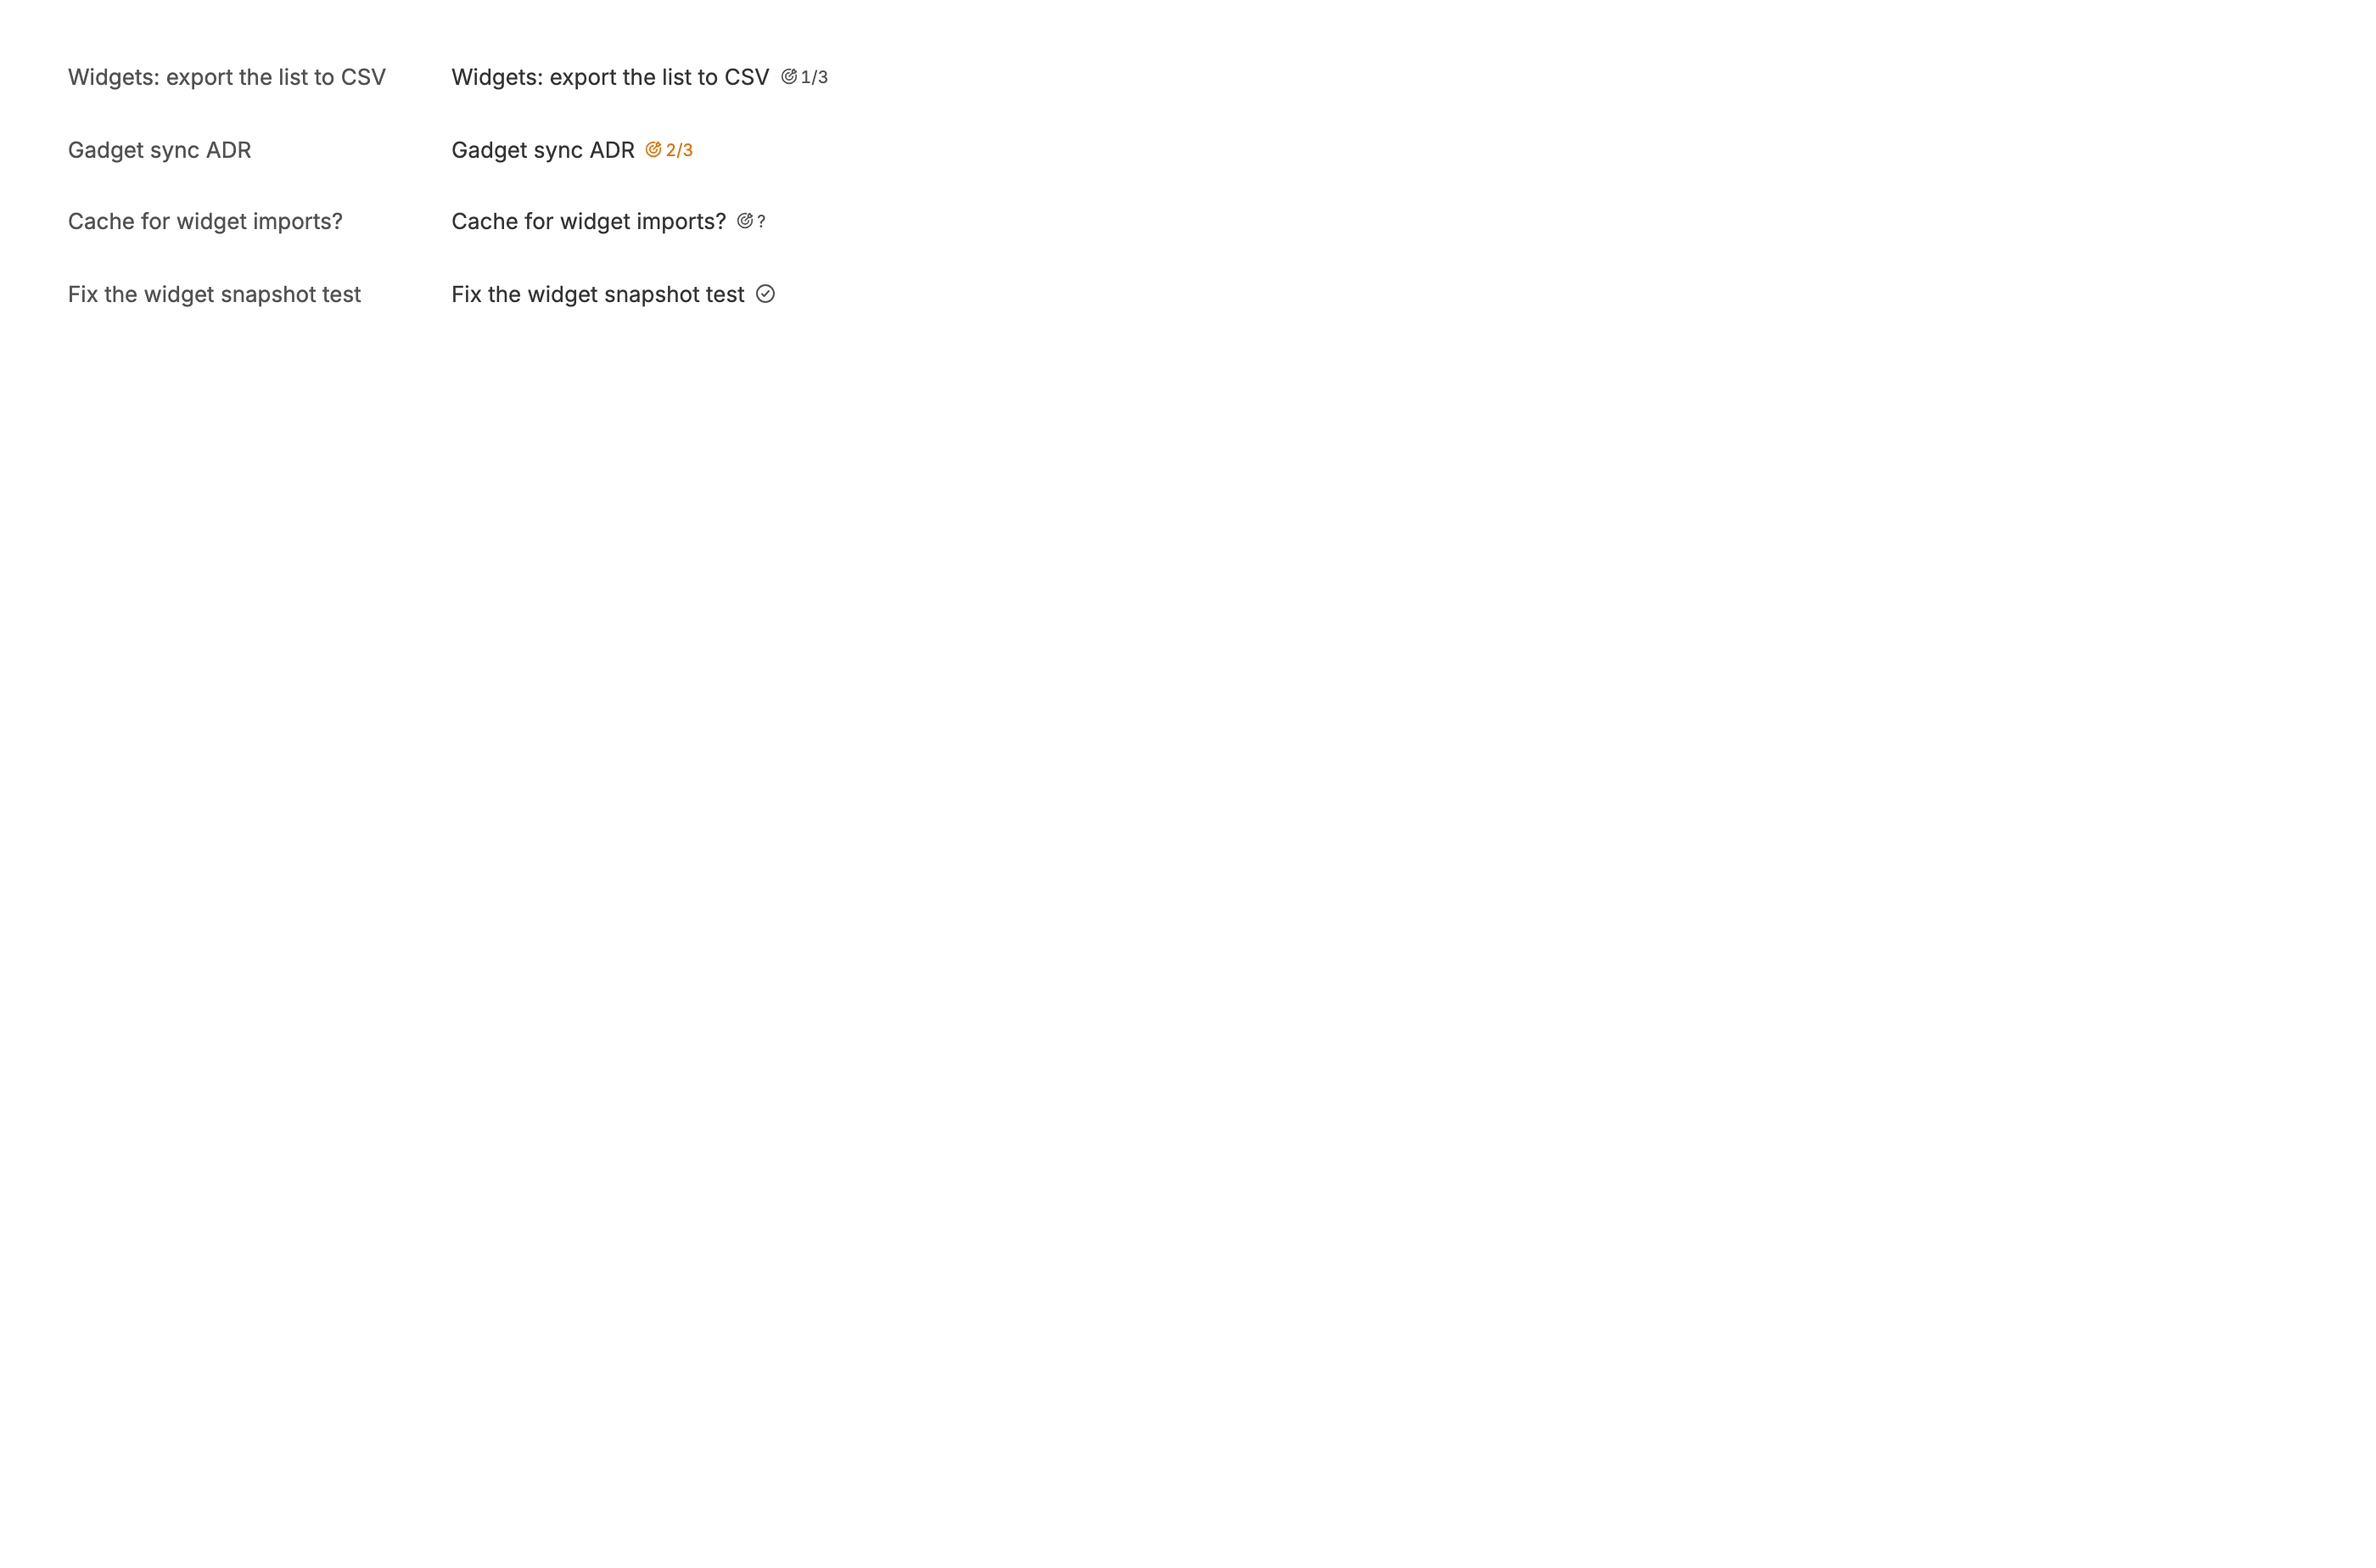 Widgets: export the list to CSV Widgets: export the list to CSV 1/3
Gadget sync ADR Gadget sync ADR 2/3
Cache for widget imports? Cache for widget imports? ?
Fix the widget snapshot test Fix the widget snapshot test